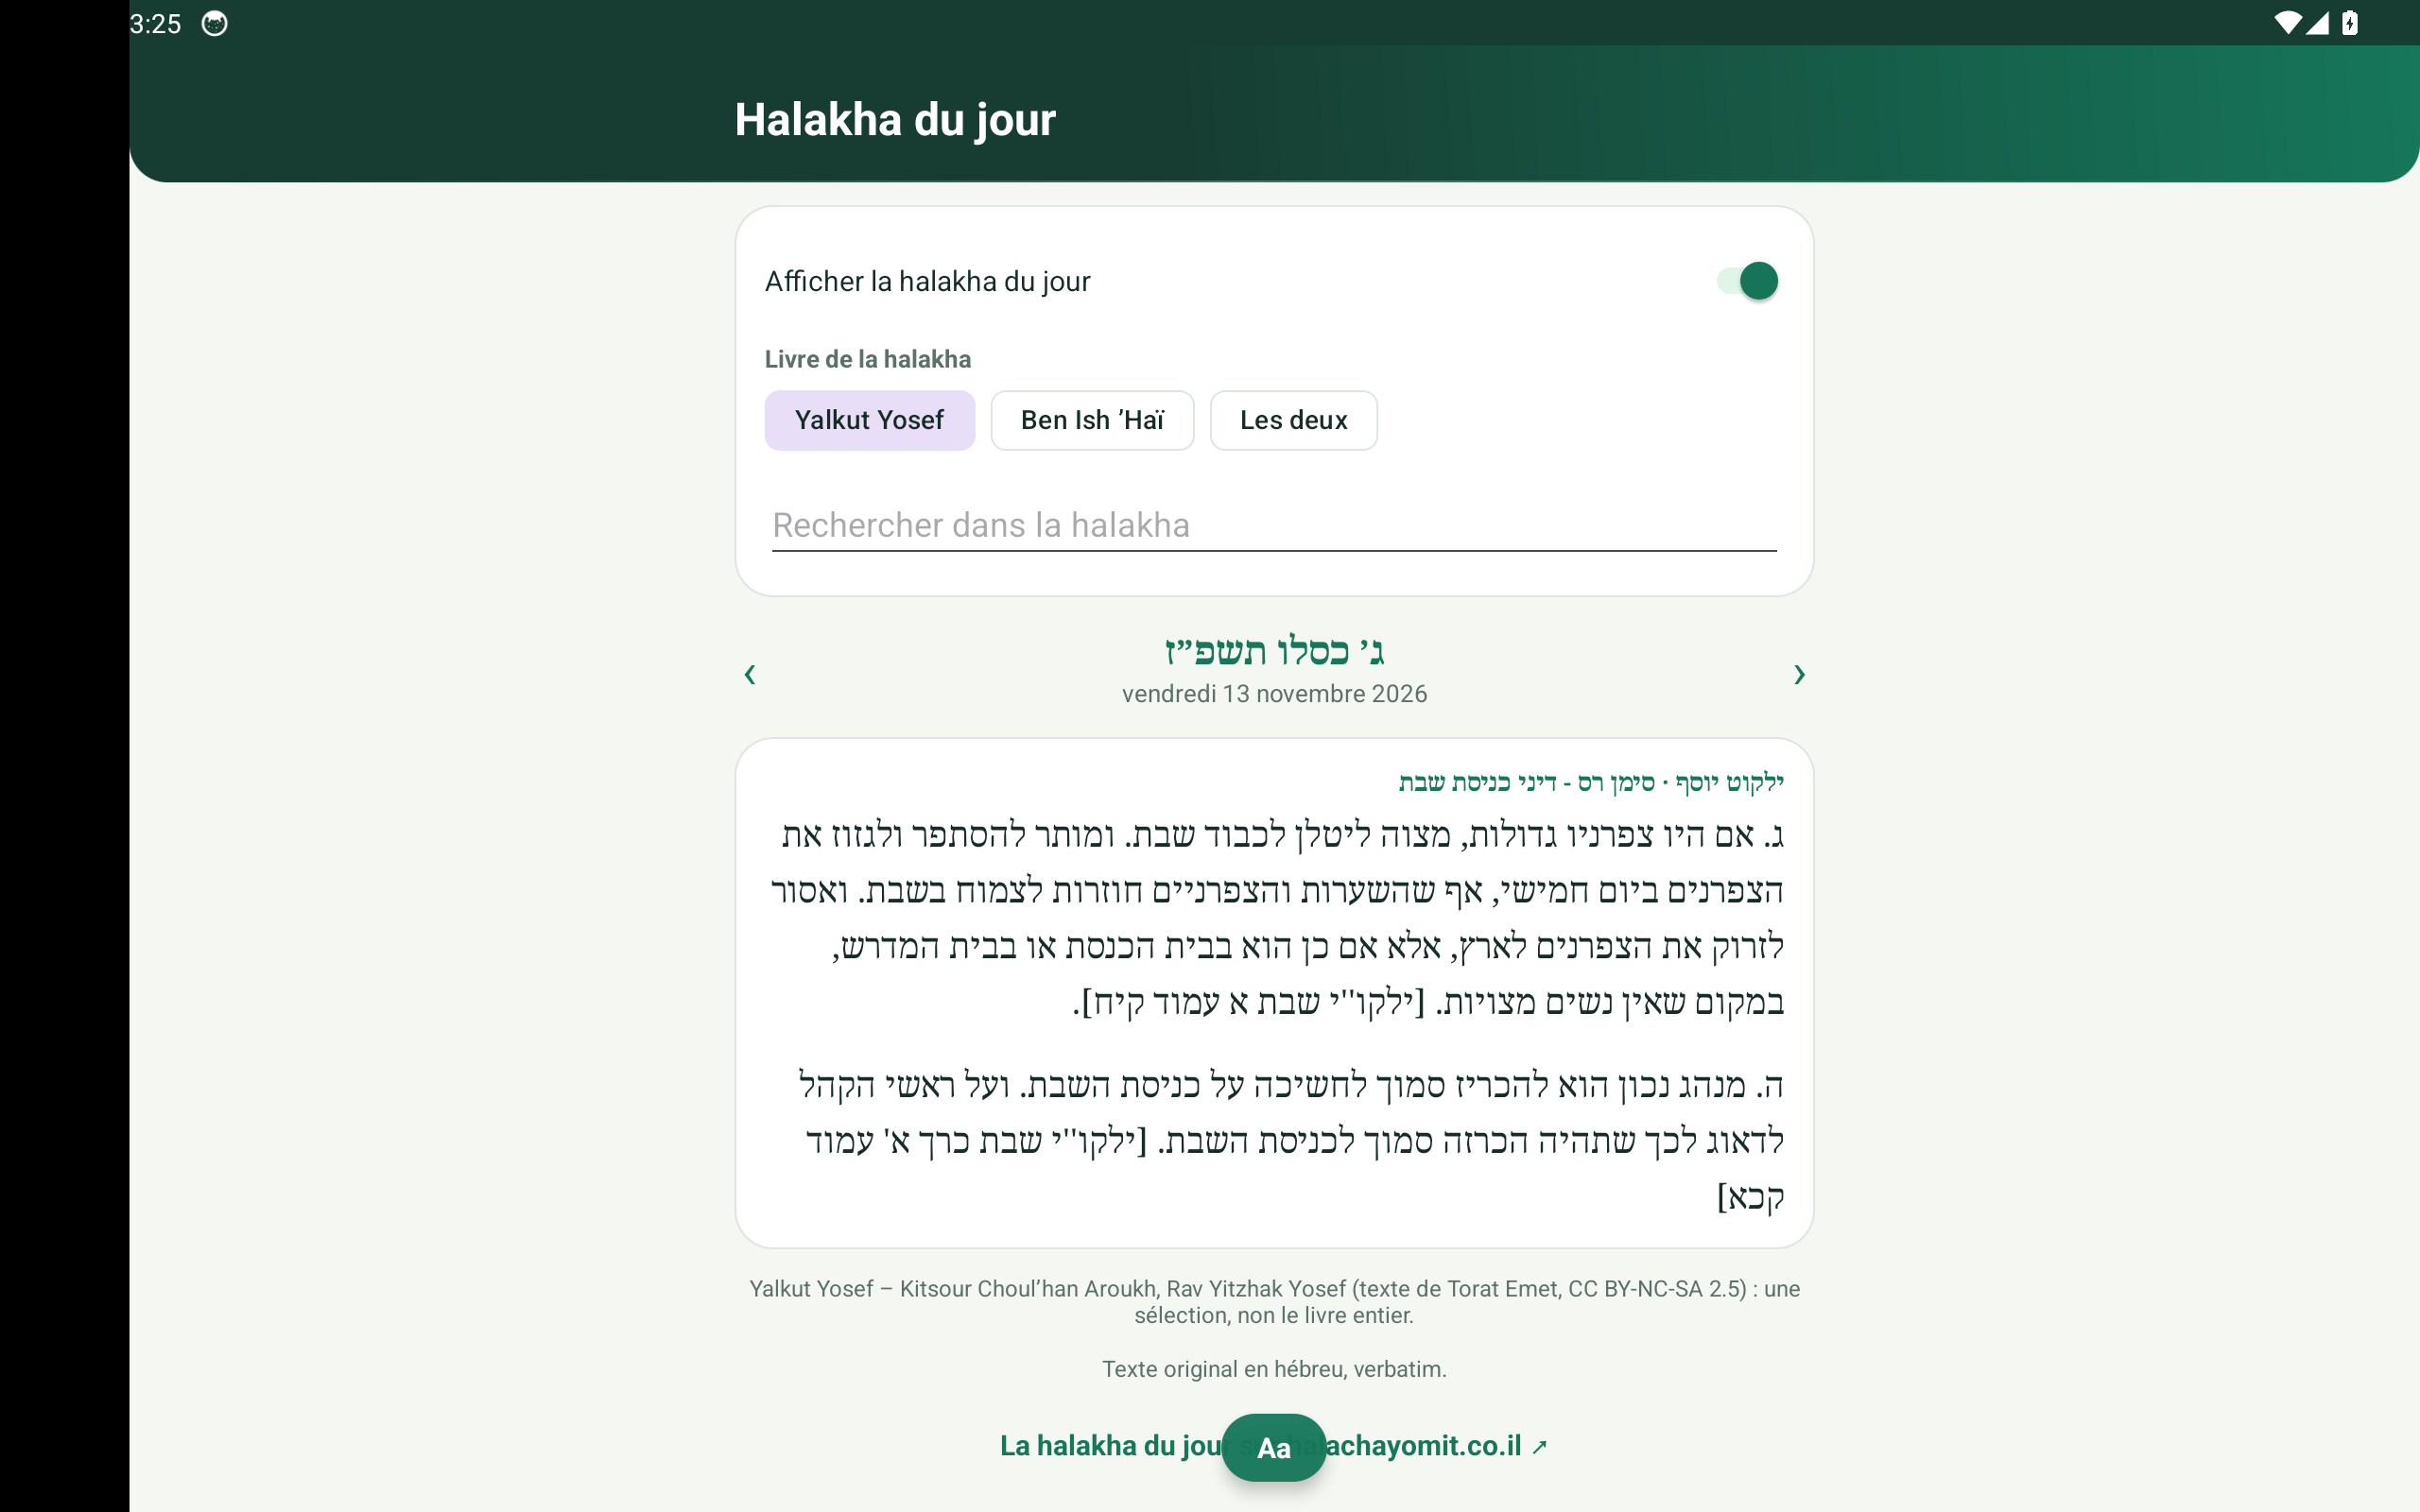 3:25
Halakha du jour
Afficher la halakha du jour
Livre de la halakha
Yalkut Yosef
Ben Ish ’Haï
Les deux
Rechercher dans la halakha
ג’ כסלו תשפ”ז
‹
›
vendredi 13 novembre 2026
ילקוט יוסף · סימן רס - דיני כניסת שבת
ג. אם היו צפרניו גדולות, מצוה ליטלן לכבוד שבת. ומותר להסתפר ולגזוז את
הצפרנים ביום חמישי, אף שהשערות והצפרניים חוזרות לצמוח בשבת. ואסור
לזרוק את הצפרנים לארץ, אלא אם כן הוא בבית הכנסת או בבית המדרש,
במקום שאין נשים מצויות. [ילקו''י שבת א עמוד קיח].
ה. מנהג נכון הוא להכריז סמוך לחשיכה על כניסת השבת. ועל ראשי הקהל
לדאוג לכך שתהיה הכרזה סמוך לכניסת השבת. [ילקו''י שבת כרך א' עמוד
קכא]
Yalkut Yosef – Kitsour Choul’han Aroukh, Rav Yitzhak Yosef (texte de Torat Emet, CC BY-NC-SA 2.5) : une
sélection, non le livre entier.
Texte original en hébreu, verbatim.
La halakha du jour sur halachayomit.co.il ↗
Aa